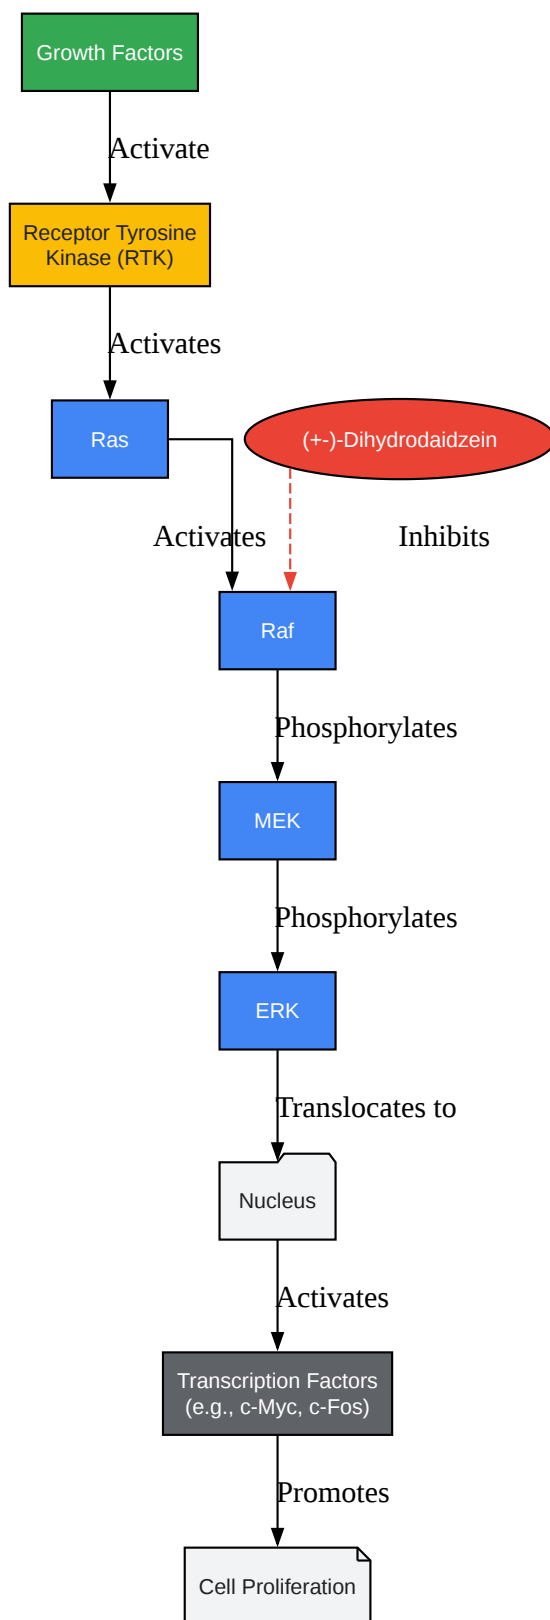 Growth Factors
Activate
Receptor Tyrosine
Kinase (RTK)
Activates
Ras
(+-)-Dihydrodaidzein
Activates
Inhibits
Raf
Phosphorylates
MEK
Phosphorylates
ERK
Translocates to
Nucleus
Activates
Transcription Factors
(e.g., c-Myc, c-Fos)
Promotes
Cell Proliferation